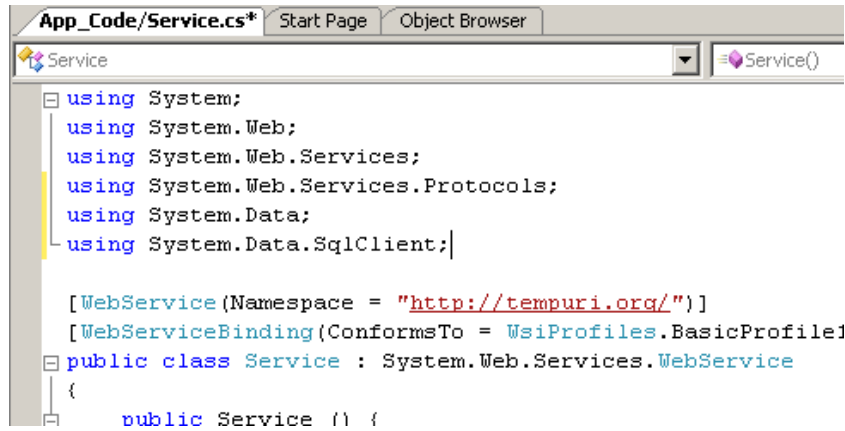 App_Code/Service.cs* Start Page Object Browser
Service Service()
using System;
using System.Web;
using System.Web.Services;
using System.Web.Services.Protocols;
using System.Data;
using System.Data.SqlClient;
[WebService(Namespace = "http://tempuri.org/")]
[WebServiceBinding(ConformsTo = WsiProfiles.BasicProfile1
public class Service : System.Web.Services.WebService
{
public Service () {